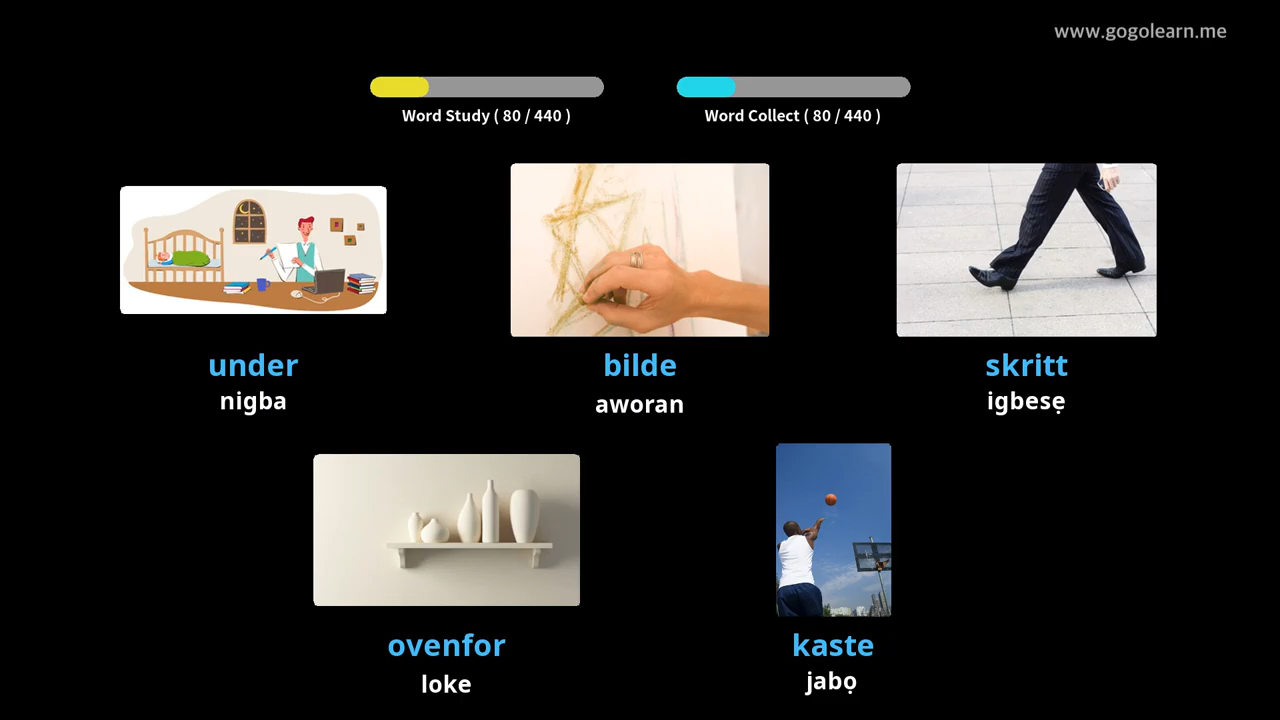 www.gogolearn.me
Word Study ( 80 / 440 )
Word Collect ( 80 / 440 )
under
nigba
bilde
aworan
skritt
igbesẹ
ovenfor
loke
kaste
jabọ